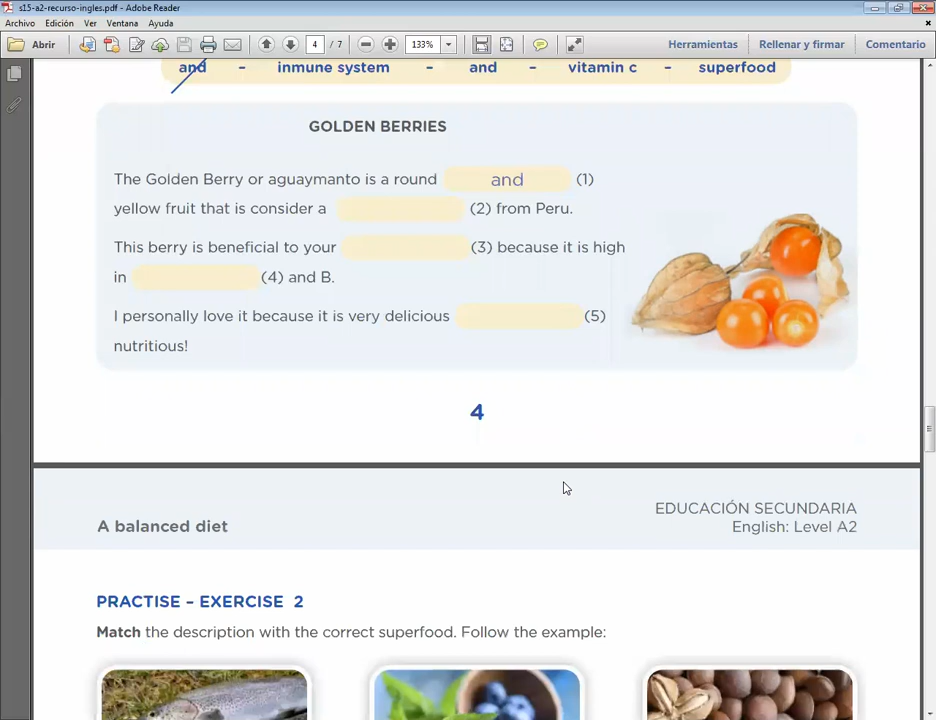 s15-a2-recurso-ingles.pdf - Adobe Reader
Archivo Edición Ver Ventana Ayuda
Abrir 4 / 7 133% Herramientas Rellenar y firmar Comentario
and – inmune system – and – vitamin c – superfood
GOLDEN BERRIES
The Golden Berry or aguaymanto is a round and (1)
yellow fruit that is consider a (2) from Peru.
This berry is beneficial to your (3) because it is high
in (4) and B.
I personally love it because it is very delicious (5)
nutritious!
4
EDUCACIÓN SECUNDARIA
A balanced diet English: Level A2
PRACTISE – EXERCISE 2
Match the description with the correct superfood. Follow the example: